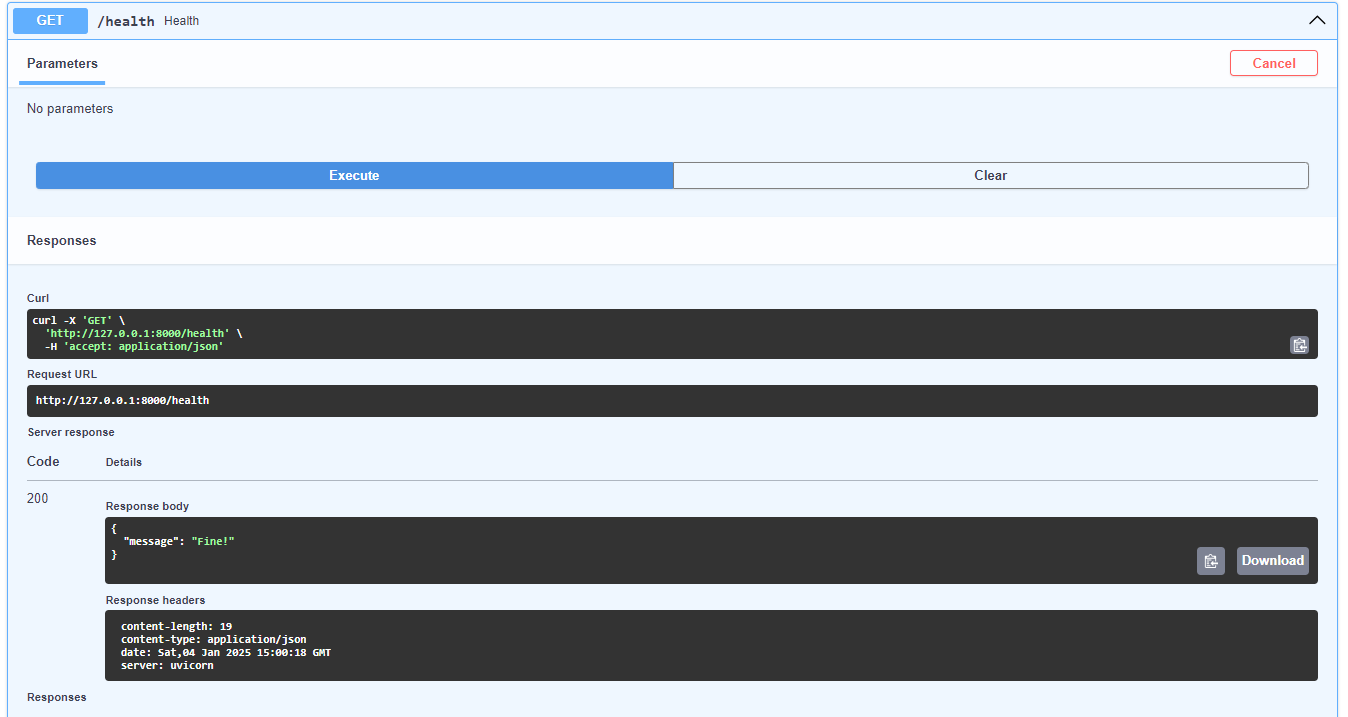 GET /health Health
Parameters Cancel
No parameters
Execute Clear
Responses
Curl
curl -X 'GET' \
  'http://127.0.0.1:8000/health' \
  -H 'accept: application/json'
Request URL
http://127.0.0.1:8000/health
Server response
Code Details
200
Response body
{
  "message": "Fine!"
}
Download
Response headers
content-length: 19
content-type: application/json
date: Sat,04 Jan 2025 15:00:18 GMT
server: uvicorn
Responses